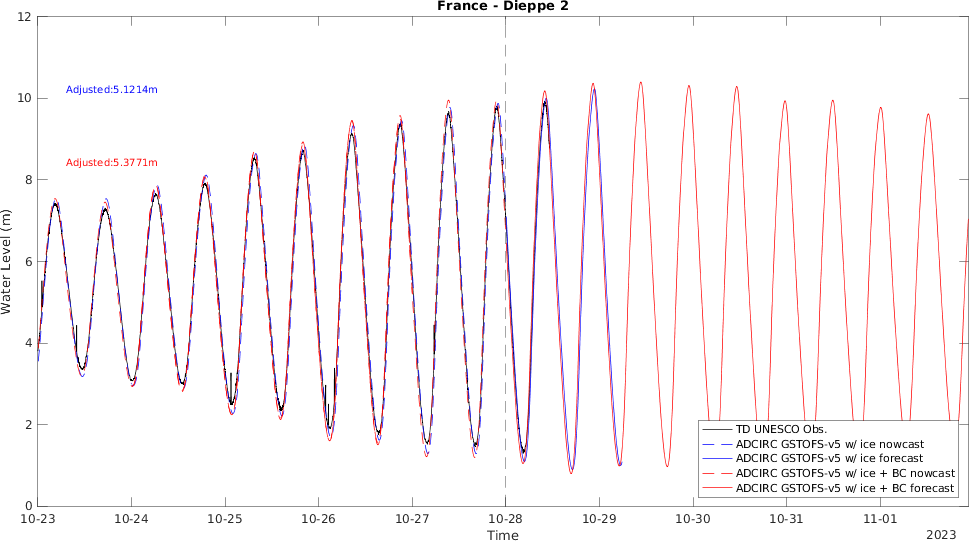 France - Dieppe 2
12
10
8
6
4
2
0
Water Level (m)
Adjusted:5.1214m
Adjusted:5.3771m
TD UNESCO Obs.
ADCIRC GSTOFS-v5 w/ ice nowcast
ADCIRC GSTOFS-v5 w/ ice forecast
ADCIRC GSTOFS-v5 w/ ice + BC nowcast
ADCIRC GSTOFS-v5 w/ ice + BC forecast
10-23 10-24 10-25 10-26 10-27 10-28 10-29 10-30 10-31 11-01
Time
2023